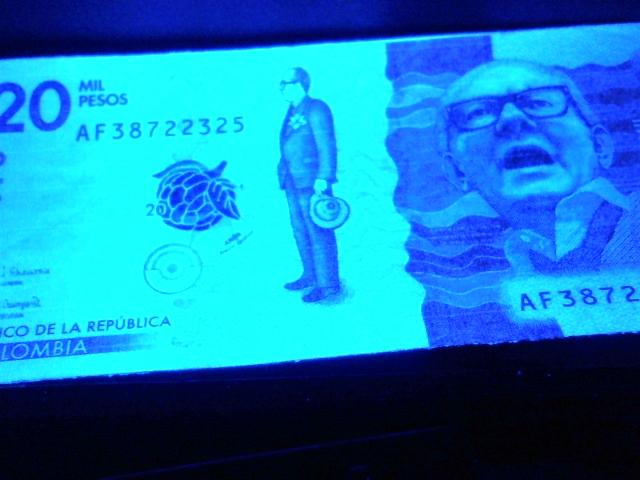 20 MIL
PESOS
AF38722325
20
CO DE LA REPÚBLICA
LOMBIA
AF3872